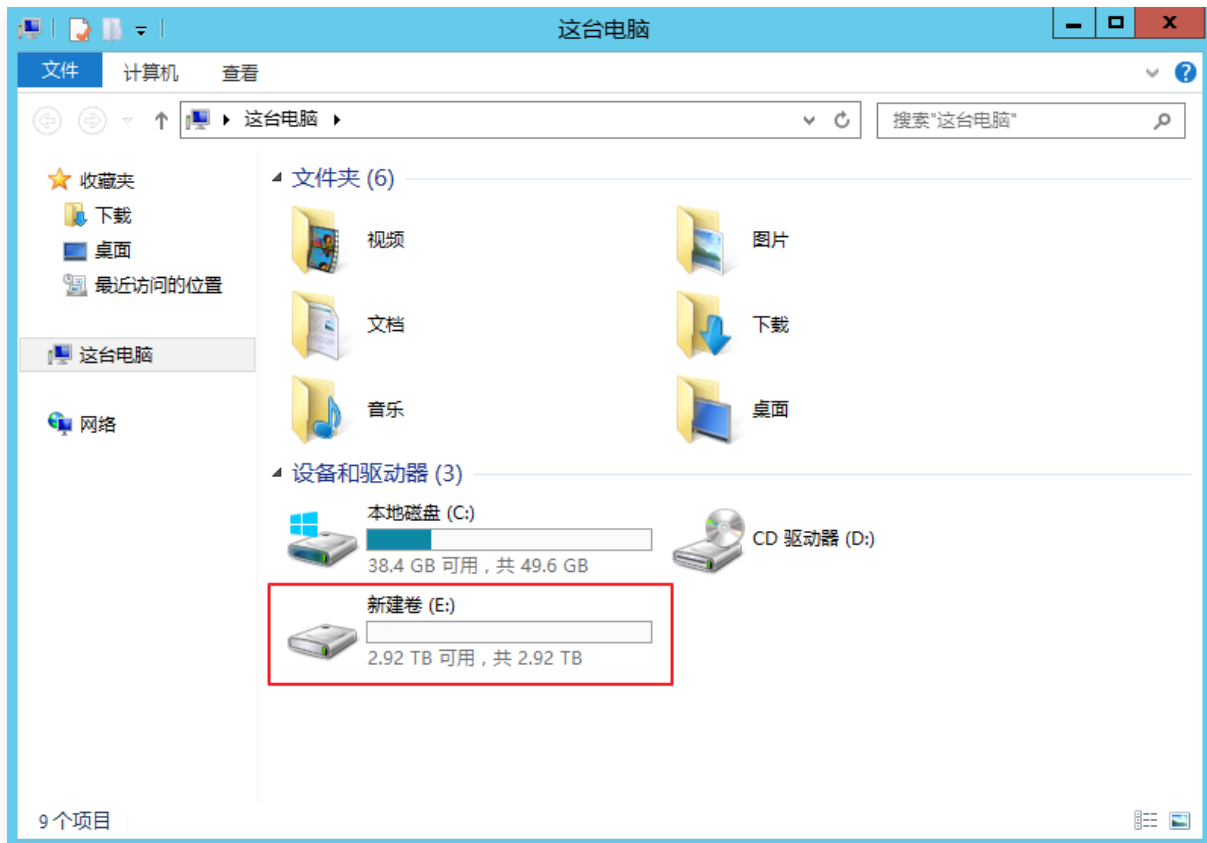 这台电脑
文件 计算机 查看
这台电脑
搜索"这台电脑"
收藏夹
下载
桌面
最近访问的位置
这台电脑
网络
文件夹 (6)
视频
图片
文档
下载
音乐
桌面
设备和驱动器 (3)
本地磁盘 (C:)
38.4 GB 可用，共 49.6 GB
CD 驱动器 (D:)
新建卷 (E:)
2.92 TB 可用，共 2.92 TB
9 个项目